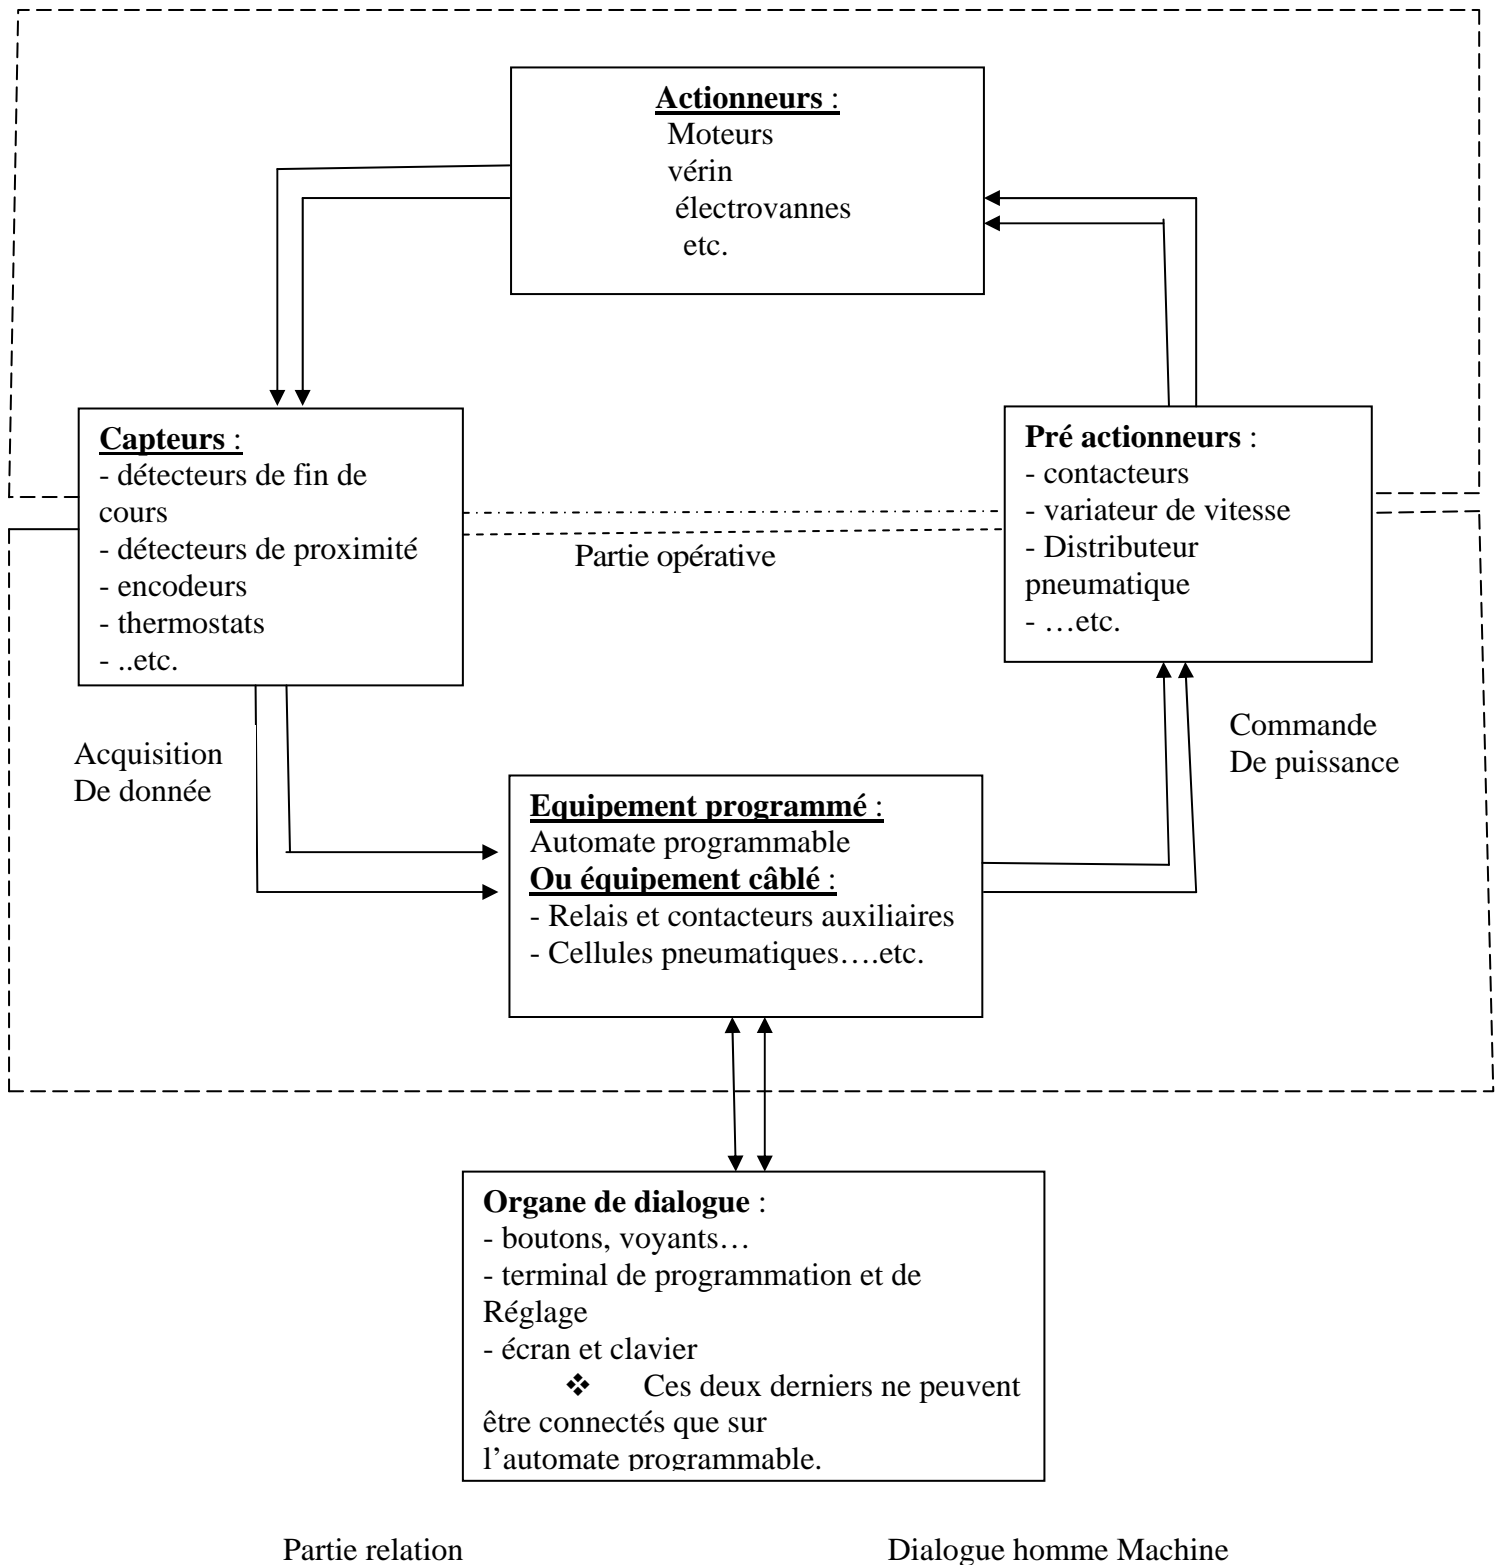 Actionneurs :
Moteurs
vérin
électrovannes
etc.
Capteurs :
- détecteurs de fin de
cours
- détecteurs de proximité
- encodeurs
- thermostats
- ..etc.
Pré actionneurs :
- contacteurs
- variateur de vitesse
- Distributeur
pneumatique
- …etc.
Partie opérative
Acquisition
De donnée
Commande
De puissance
Equipement programmé :
Automate programmable
Ou équipement câblé :
- Relais et contacteurs auxiliaires
- Cellules pneumatiques….etc.
Organe de dialogue :
- boutons, voyants…
- terminal de programmation et de
Réglage
- écran et clavier
❖ Ces deux derniers ne peuvent
être connectés que sur
l’automate programmable.
Partie relation
Dialogue homme Machine